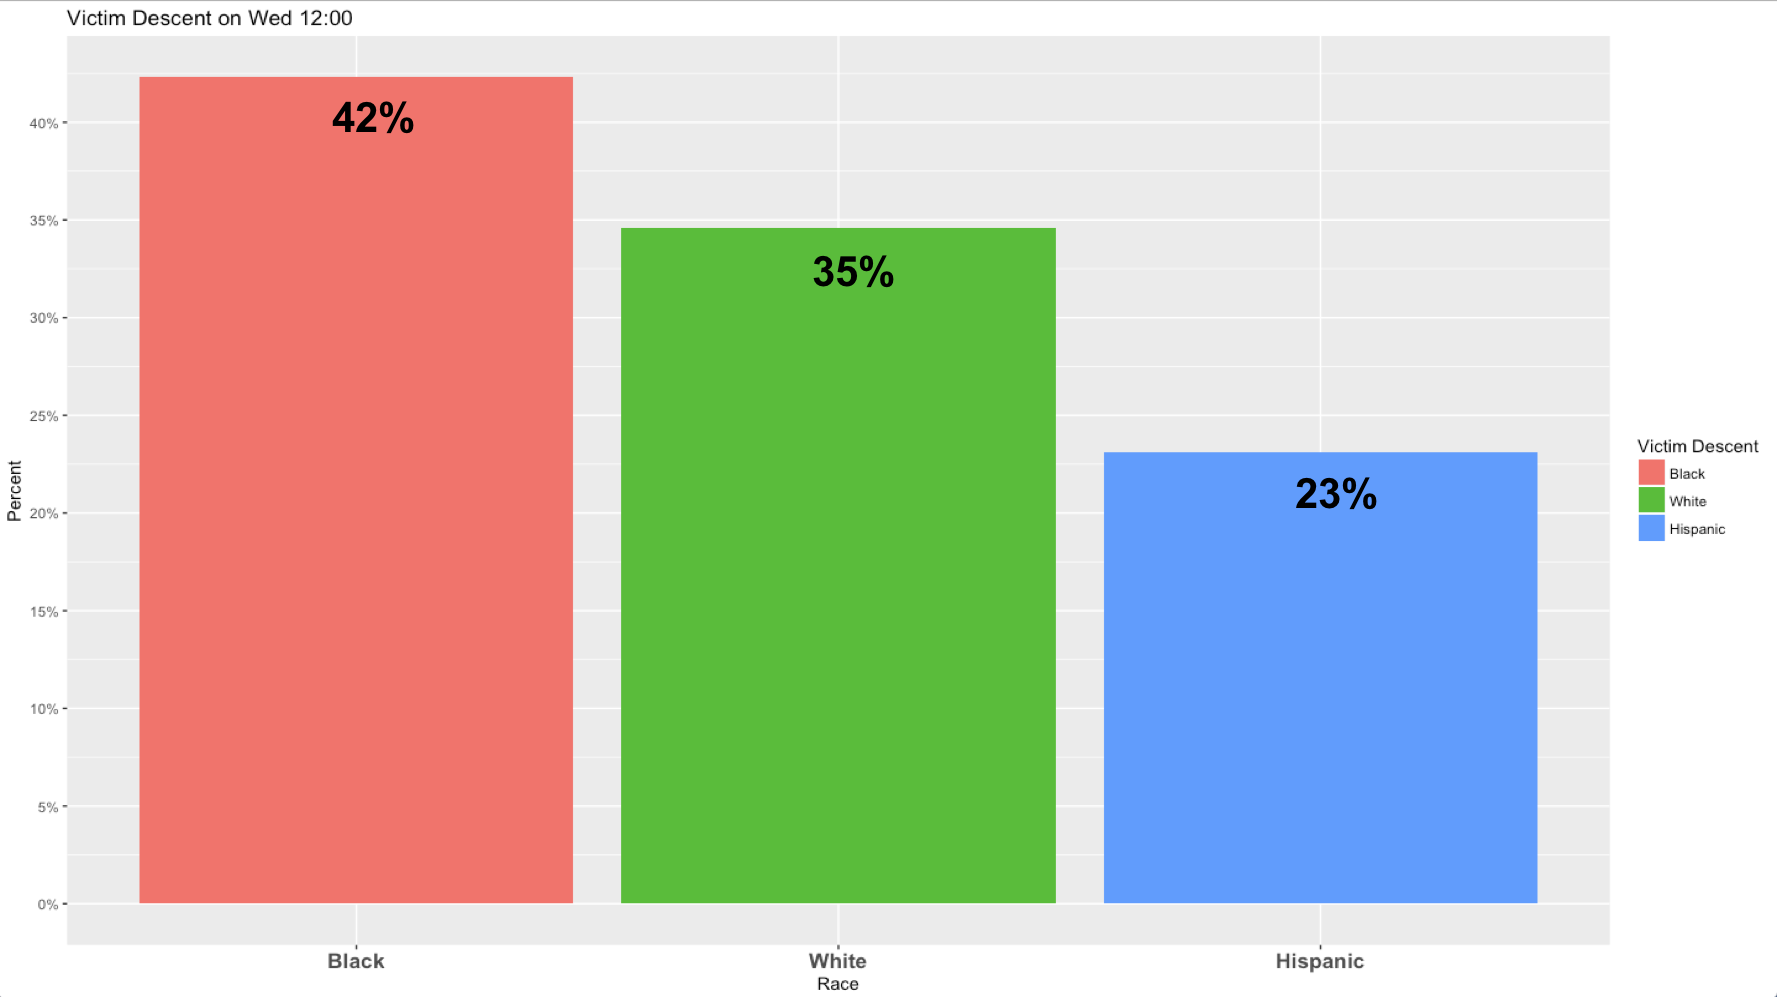 Victim Descent on Wed 12:00
42%
40%
35%
35%
30%
25%
23%
20%
15%
10%
5%
0%
Percent
Black
White
Hispanic
Race
Victim Descent
Black
White
Hispanic